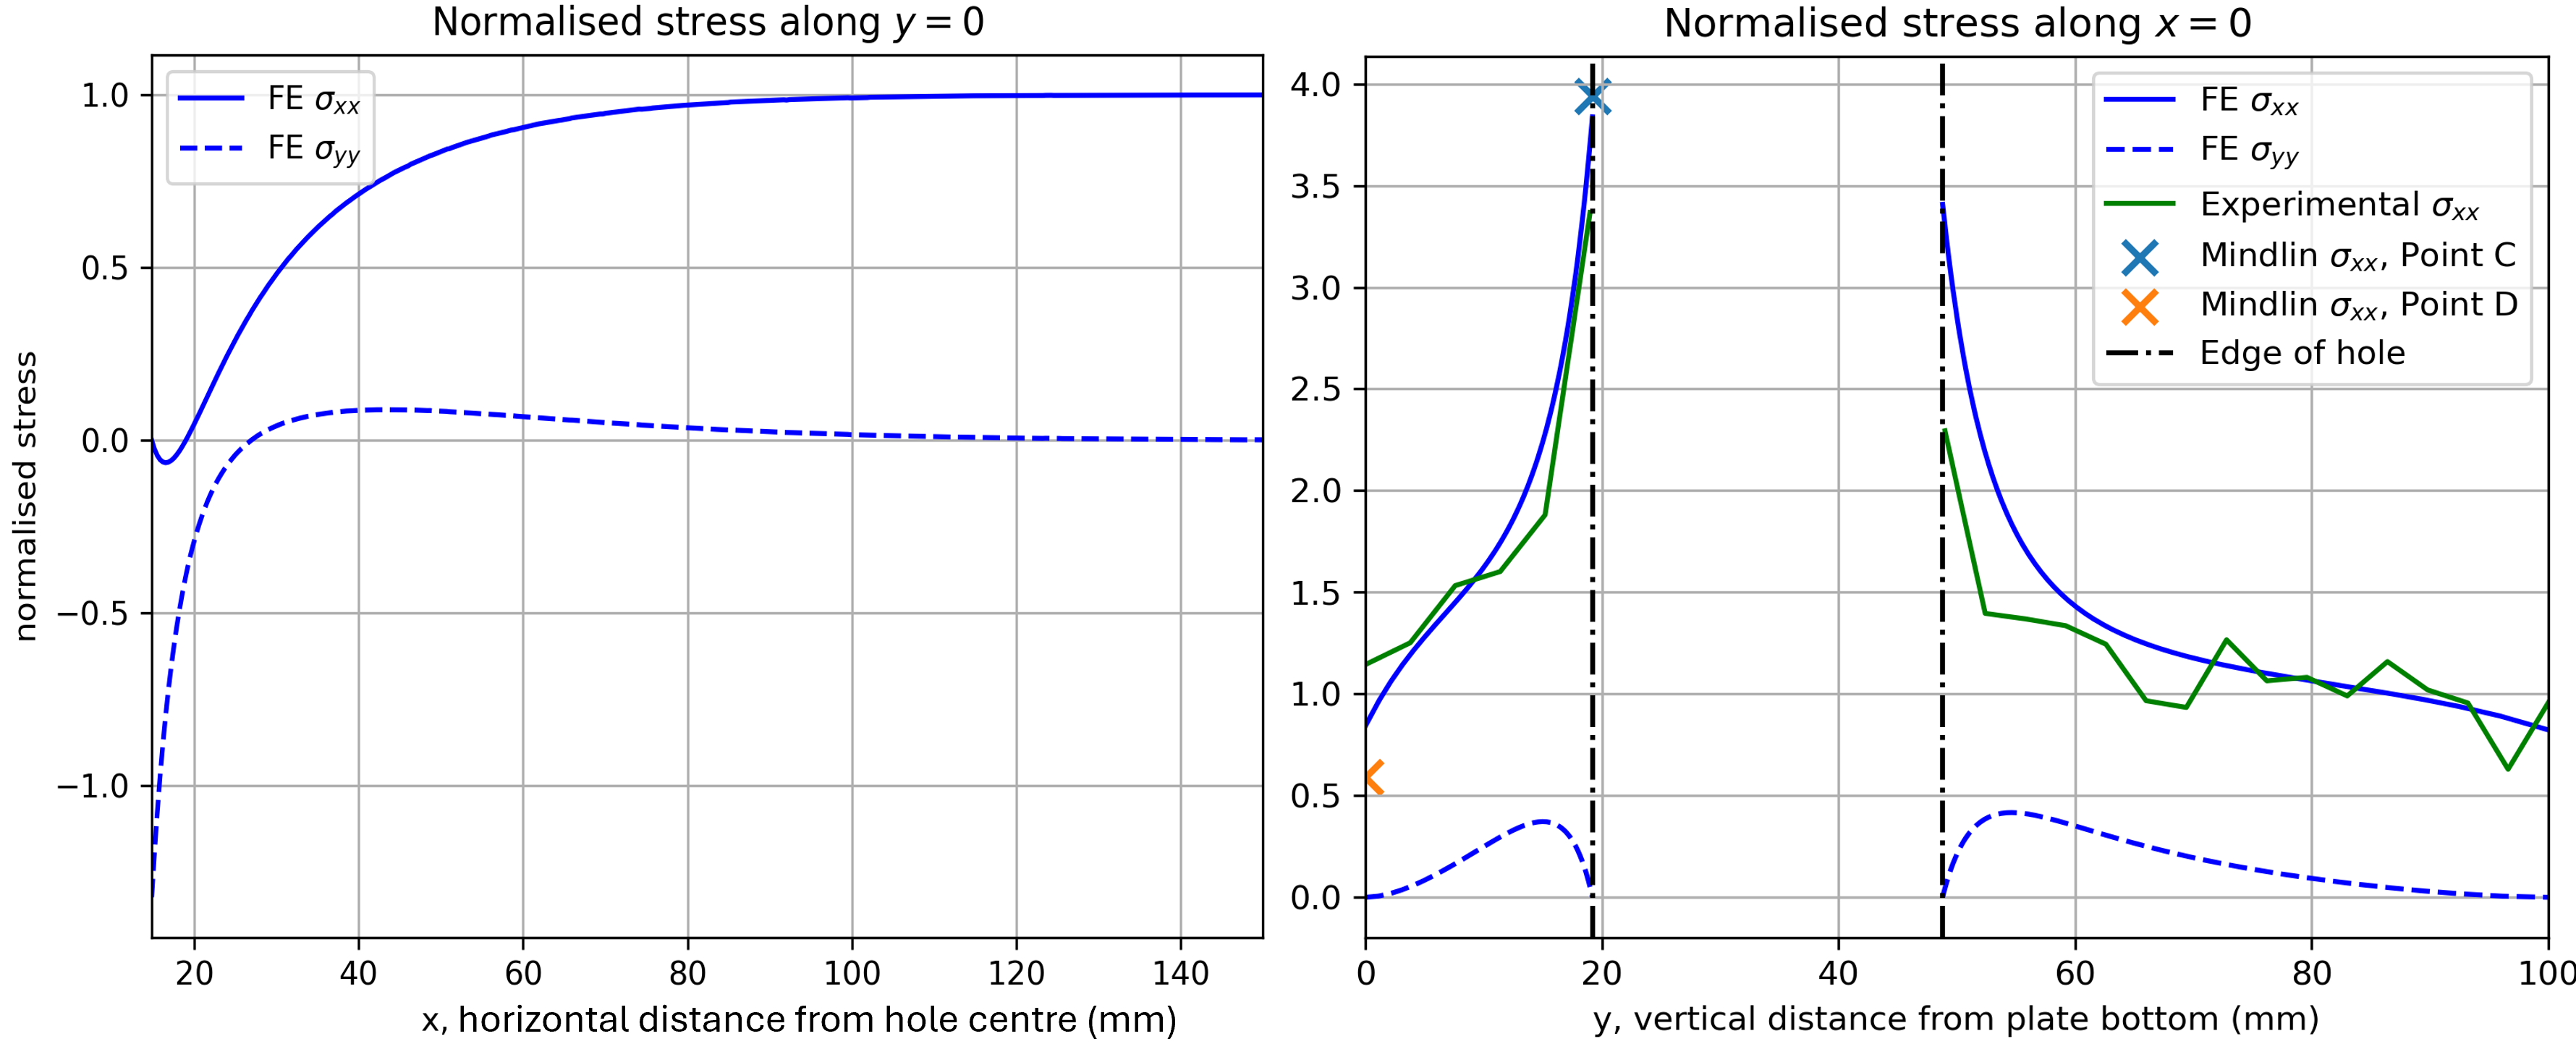 Normalised stress along y = 0
normalised stress
1.0
0.5
0.0
−0.5
−1.0
FE σxx
FE σyy
20 40 60 80 100 120 140
x, horizontal distance from hole centre (mm)
Normalised stress along x = 0
4.0
3.5
3.0
2.5
2.0
1.5
1.0
0.5
0.0
FE σxx
FE σyy
Experimental σxx
Mindlin σxx, Point C
Mindlin σxx, Point D
Edge of hole
0 20 40 60 80 100
y, vertical distance from plate bottom (mm)